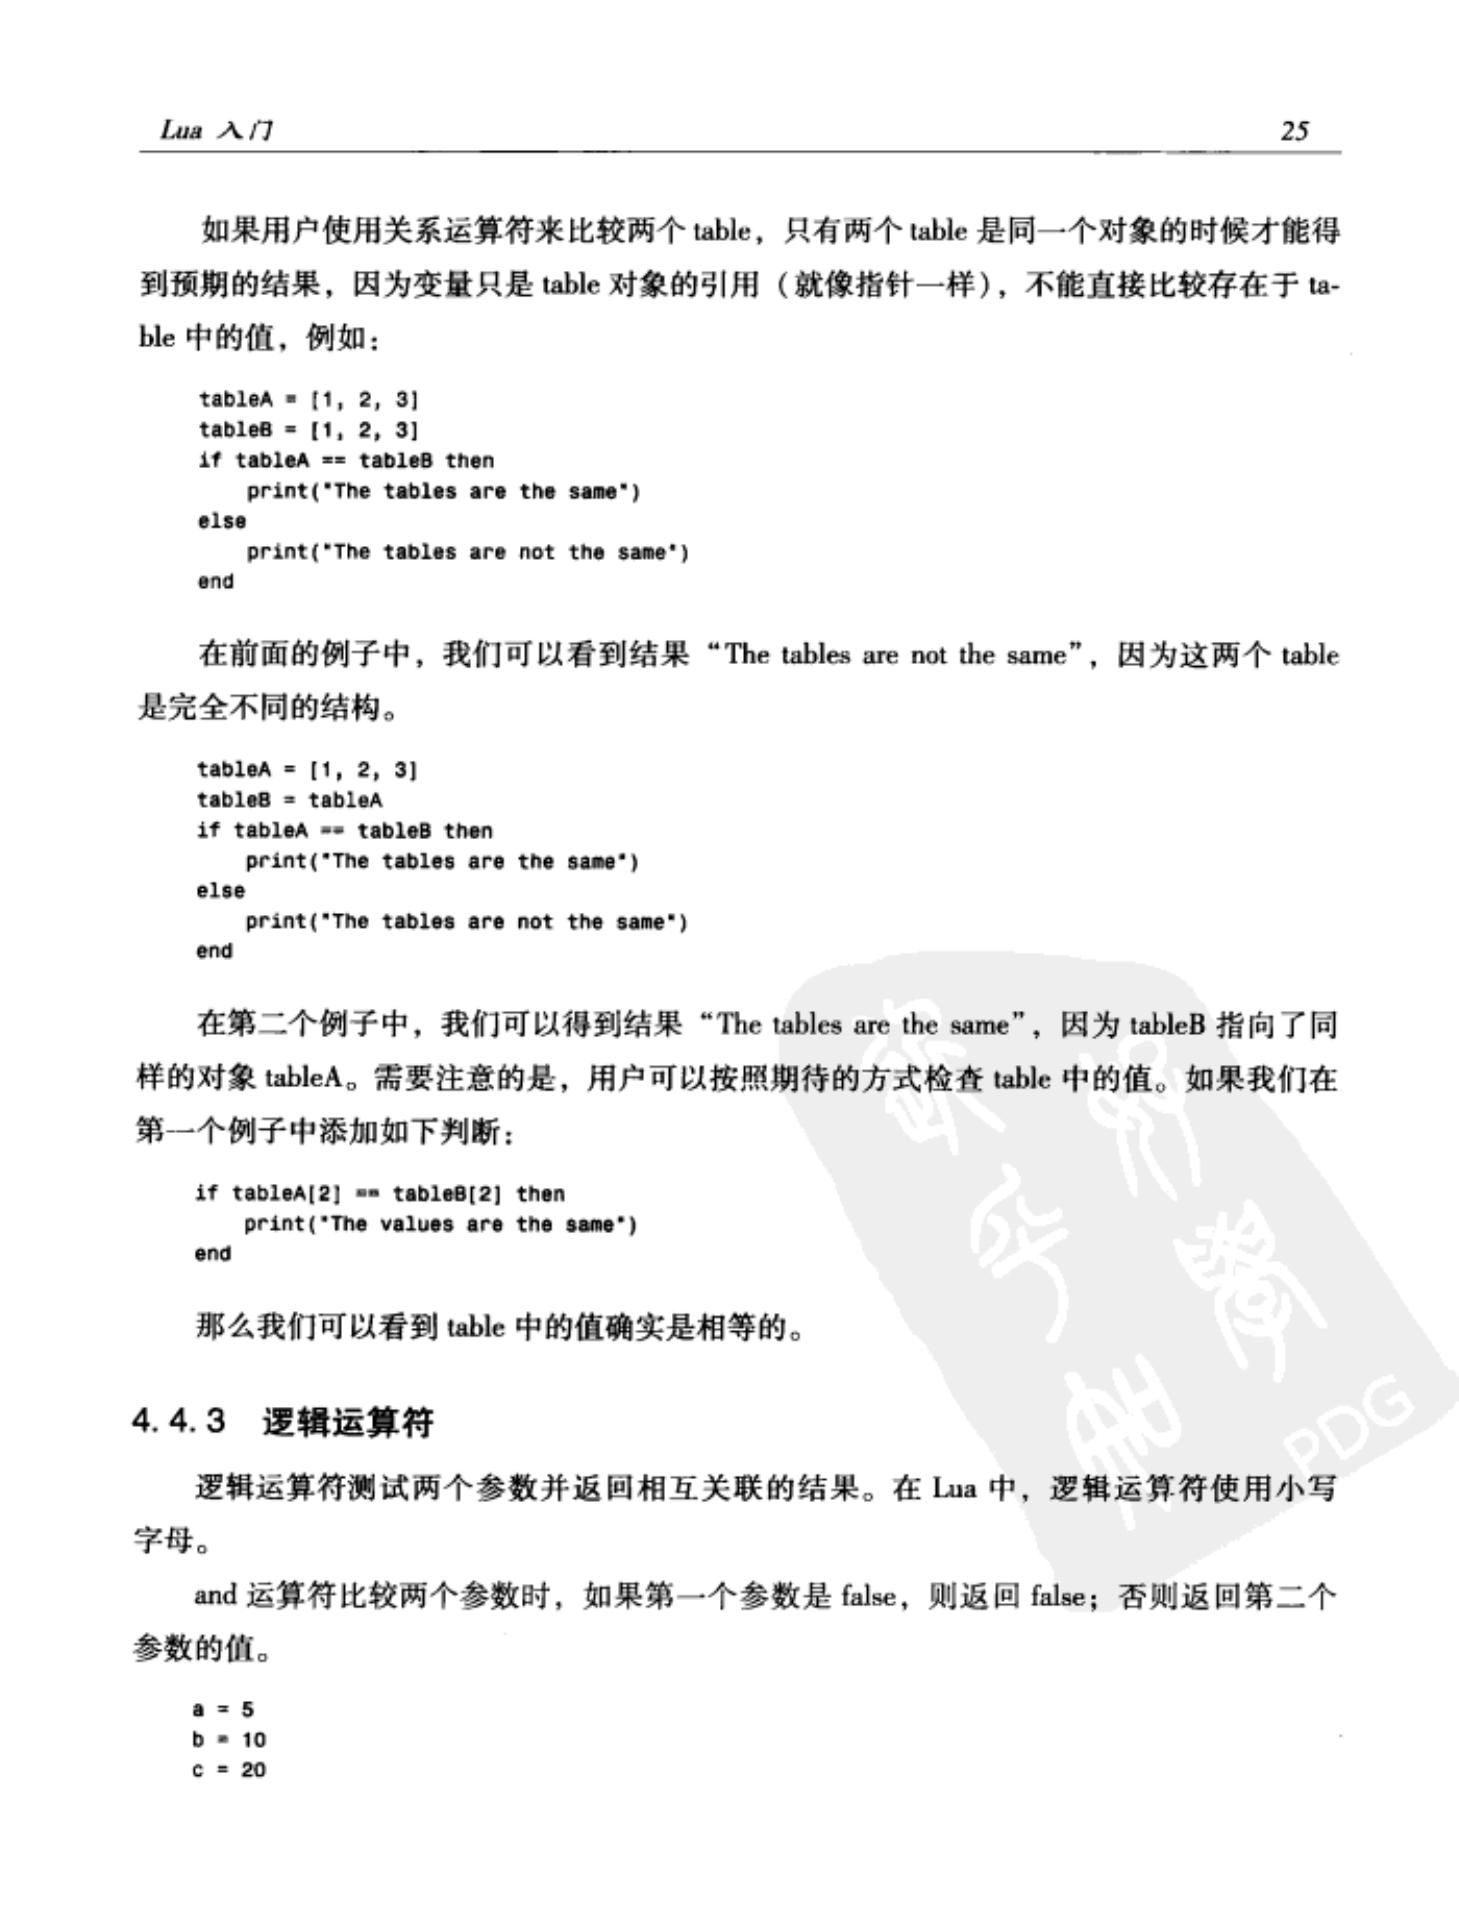 Lua 入门
25
如果用户使用关系运算符来比较两个 table，只有两个 table 是同一个对象的时候才能得
到预期的结果，因为变量只是 table 对象的引用（就像指针一样），不能直接比较存在于 ta-
ble 中的值，例如：
tableA = [1, 2, 3]
tableB = [1, 2, 3]
if tableA == tableB then
    print("The tables are the same")
else
    print("The tables are not the same")
end
在前面的例子中，我们可以看到结果“The tables are not the same”，因为这两个 table
是完全不同的结构。
tableA = [1, 2, 3]
tableB = tableA
if tableA == tableB then
    print("The tables are the same")
else
    print("The tables are not the same")
end
在第二个例子中，我们可以得到结果“The tables are the same”，因为 tableB 指向了同
样的对象 tableA。需要注意的是，用户可以按照期待的方式检查 table 中的值。如果我们在
第一个例子中添加如下判断：
if tableA[2] == tableB[2] then
    print("The values are the same")
end
那么我们可以看到 table 中的值确实是相等的。
4.4.3 逻辑运算符
逻辑运算符测试两个参数并返回相互关联的结果。在 Lua 中，逻辑运算符使用小写
字母。
and 运算符比较两个参数时，如果第一个参数是 false，则返回 false；否则返回第二个
参数的值。
a = 5
b = 10
c = 20
PDG